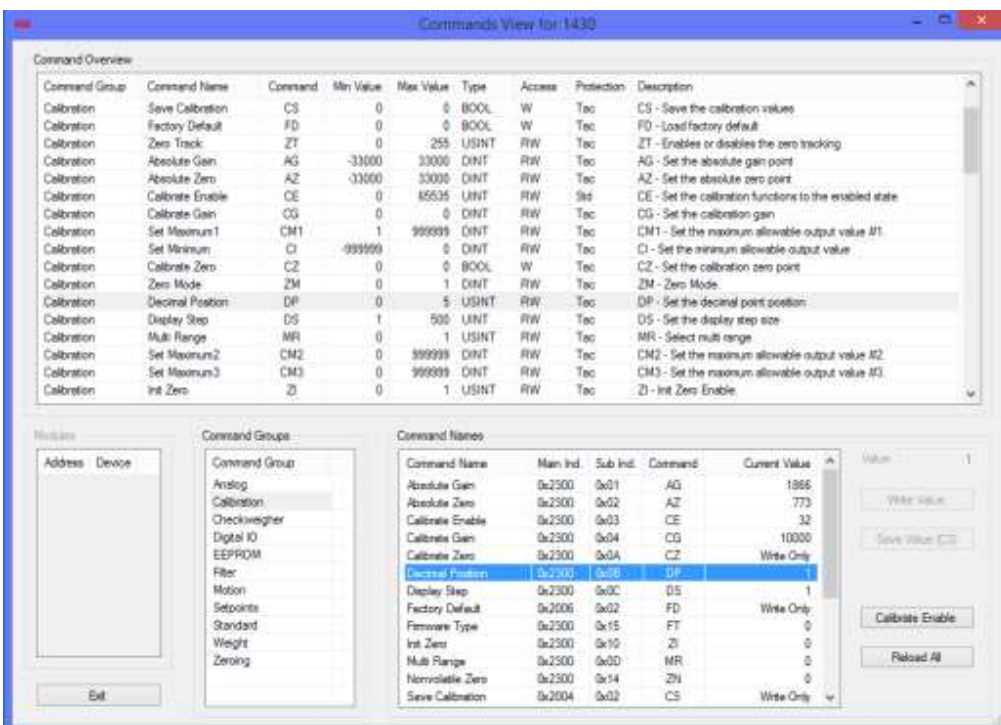 Commands View for 1430
Command Overview
Command Group Command Name Command Min Value Max Value Type Access Protection Description
Calibration Save Calibration CS 0 0 BOOL W Tac CS - Save the calibration values
Calibration Factory Default FD 0 0 BOOL W Tac FD - Load factory default
Calibration Zero Track ZT 0 255 USINT RW Tac ZT - Enables or disables the zero tracking
Calibration Absolute Gain AG -33000 33000 DINT RW Tac AG - Set the absolute gain point
Calibration Absolute Zero AZ -33000 33000 DINT RW Tac AZ - Set the absolute zero point
Calibration Calibrate Enable CE 0 65535 UINT RW Std CE - Set the calibration functions to the enabled state
Calibration Calibrate Gain CG 0 0 DINT RW Tac CG - Set the calibration gain
Calibration Set Maximum1 CM1 1 999999 DINT RW Tac CM1 - Set the maximum allowable output value #1.
Calibration Set Minimum CI -999999 0 DINT RW Tac CI - Set the minimum allowable output value
Calibration Calibrate Zero CZ 0 0 BOOL W Tac CZ - Set the calibration zero point
Calibration Zero Mode ZM 0 1 DINT RW Tac ZM - Zero Mode.
Calibration Decimal Position DP 0 5 USINT RW Tac DP - Set the decimal point position
Calibration Display Step DS 1 500 UINT RW Tac DS - Set the display step size
Calibration Multi Range MR 0 1 USINT RW Tac MR - Select multi range
Calibration Set Maximum2 CM2 0 999999 DINT RW Tac CM2 - Set the maximum allowable output value #2.
Calibration Set Maximum3 CM3 0 999999 DINT RW Tac CM3 - Set the maximum allowable output value #3.
Calibration Init Zero ZI 0 1 USINT RW Tac ZI - Init Zero Enable.
Modules
Address Device
Exit
Command Groups
Command Group
Analog
Calibration
Checkweigher
Digital IO
EEPROM
Filter
Motion
Setpoints
Standard
Weight
Zeroing
Command Names
Command Name Main Ind. Sub Ind. Command Current Value
Absolute Gain 0x2300 0x01 AG 1866
Absolute Zero 0x2300 0x02 AZ 773
Calibrate Enable 0x2300 0x03 CE 32
Calibrate Gain 0x2300 0x04 CG 10000
Calibrate Zero 0x2300 0x0A CZ Write Only
Decimal Position 0x2300 0x0B DP 1
Display Step 0x2300 0x0C DS 1
Factory Default 0x2006 0x02 FD Write Only
Firmware Type 0x2300 0x15 FT 0
Init Zero 0x2300 0x10 ZI 0
Multi Range 0x2300 0x0D MR 0
Nonvolatile Zero 0x2300 0x14 ZN 0
Save Calibration 0x2004 0x02 CS Write Only
Value 1
Write Value
Save Value (CS)
Calibrate Enable
Reload All